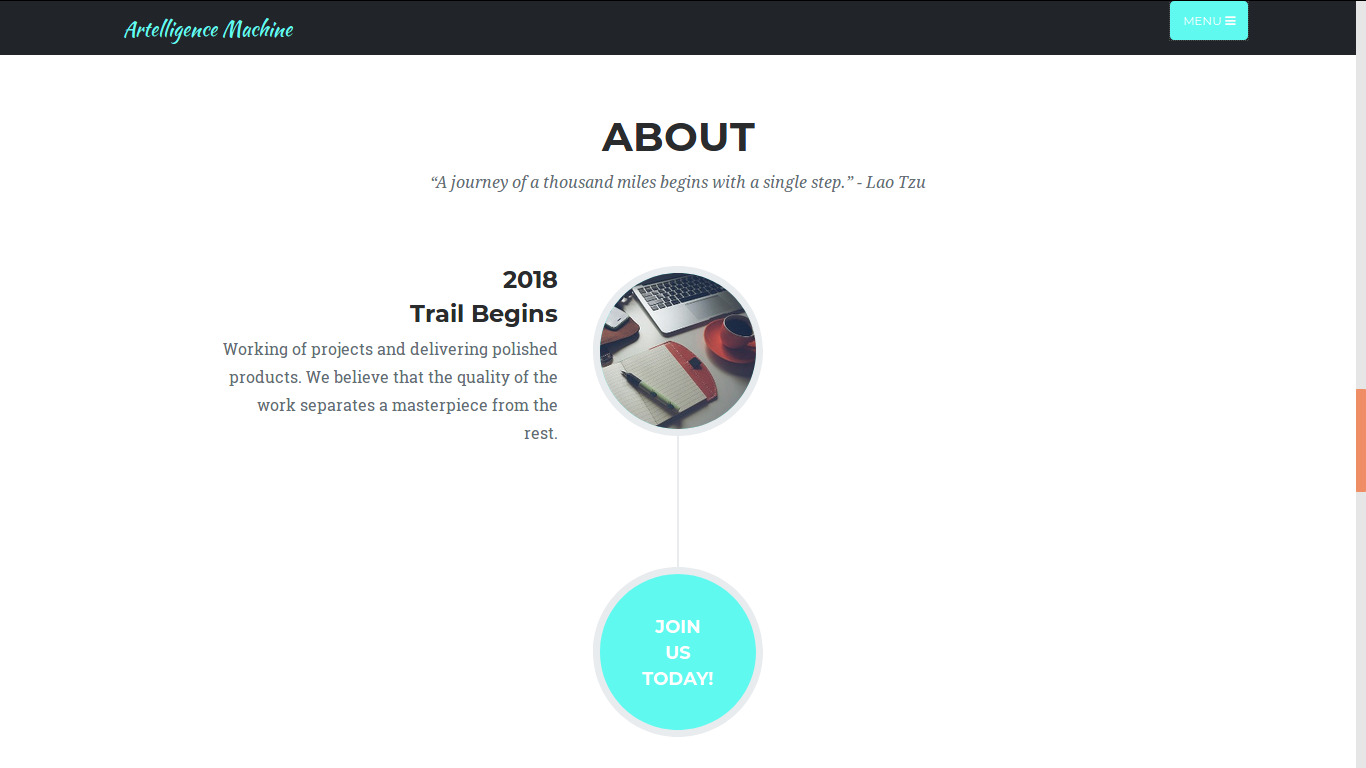 Artelligence Machine
MENU
ABOUT
“A journey of a thousand miles begins with a single step.” - Lao Tzu
2018
Trail Begins
Working of projects and delivering polished
products. We believe that the quality of the
work separates a masterpiece from the
rest.
JOIN
US
TODAY!